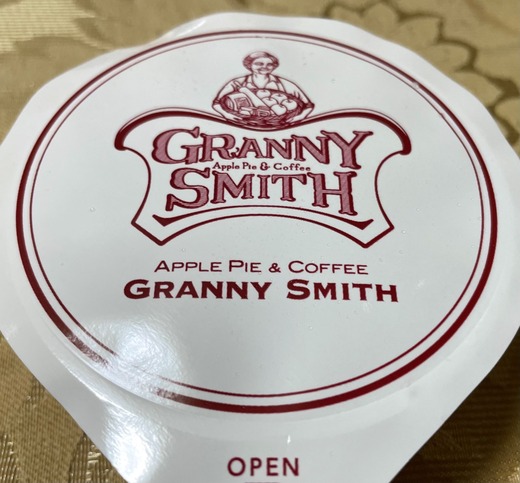 GRANNY
Apple Pie & Coffee
SMITH
APPLE PIE & COFFEE
GRANNY SMITH
OPEN